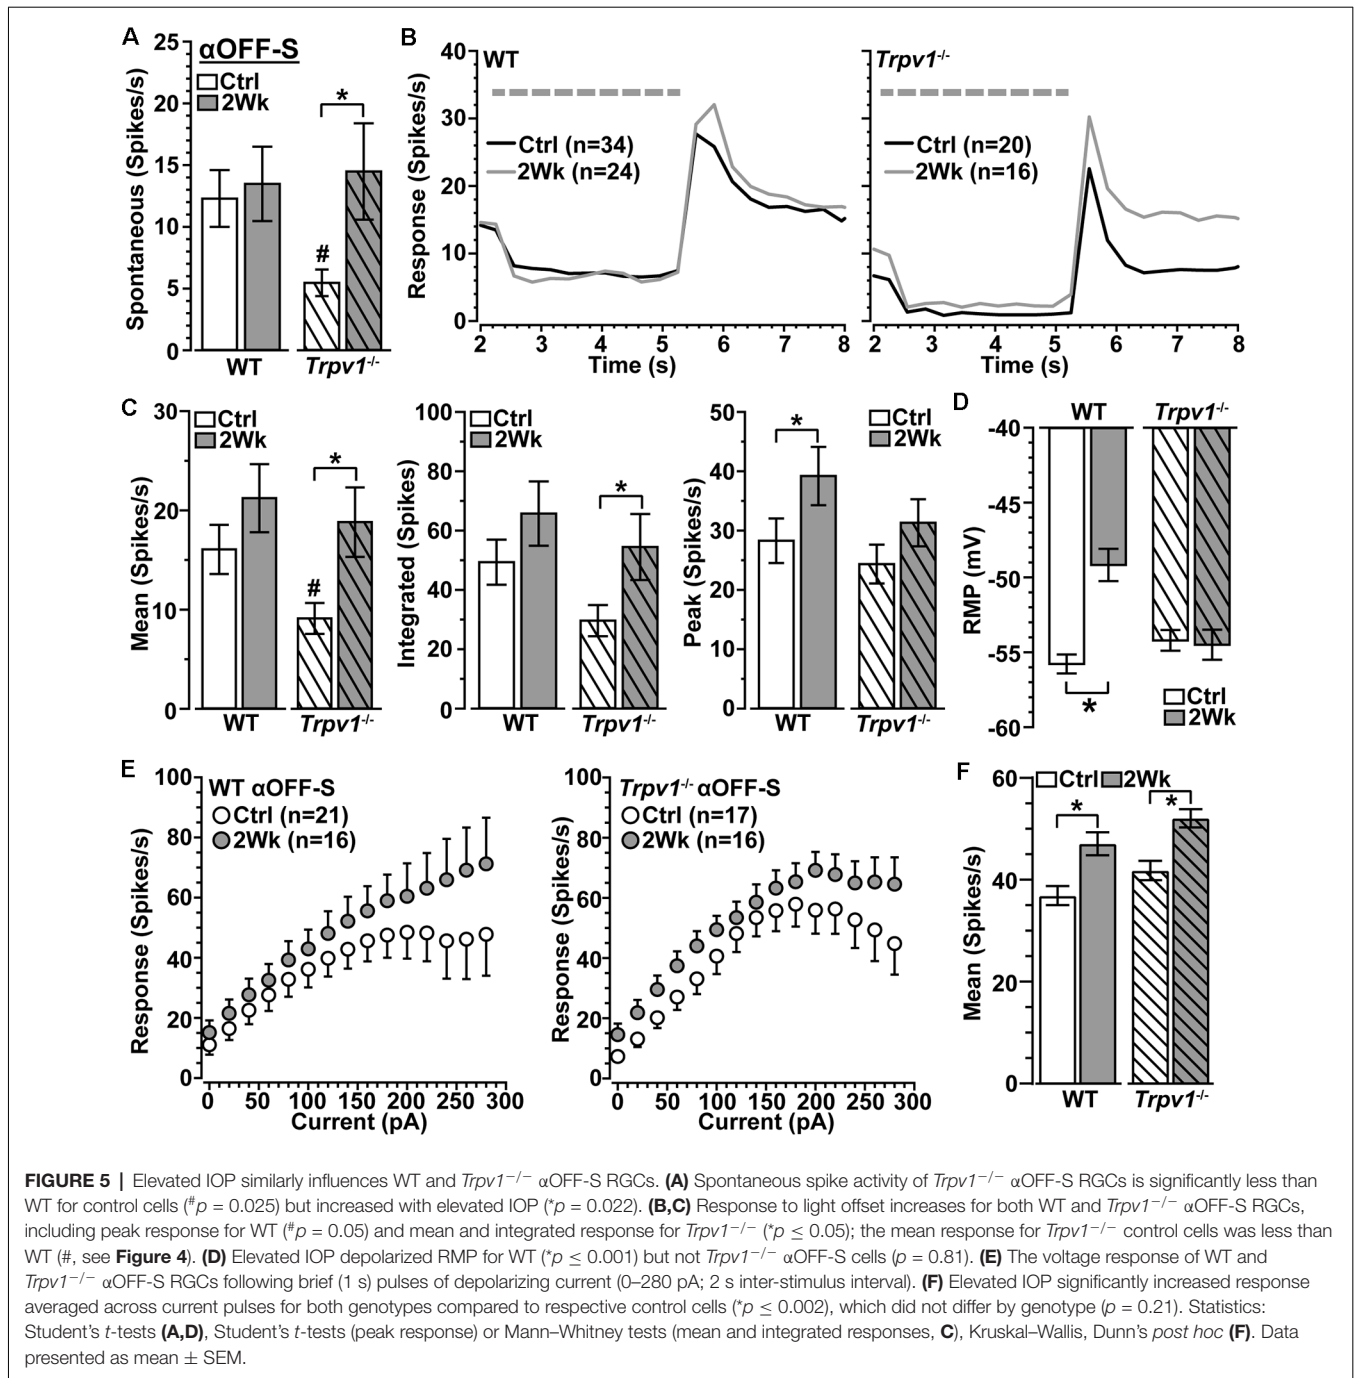 A
αOFF-S
Ctrl
2Wk
Spontaneous (Spikes/s)
25
20
15
10
5
0
*
#
WT
Trpv1-/-
B
WT
Response (Spikes/s)
40
30
20
10
0
Ctrl (n=34)
2Wk (n=24)
2 3 4 5 6 7 8
Time (s)
Trpv1-/-
Ctrl (n=20)
2Wk (n=16)
2 3 4 5 6 7 8
Time (s)
C
Ctrl
2Wk
Mean (Spikes/s)
30
20
10
0
*
#
WT
Trpv1-/-
Ctrl
2Wk
Integrated (Spikes)
100
80
60
40
20
0
*
WT
Trpv1-/-
Ctrl
2Wk
Peak (Spikes/s)
50
40
30
20
10
0
*
WT
Trpv1-/-
D
WT
Trpv1-/-
RMP (mV)
-40
-45
-50
-55
-60
*
Ctrl
2Wk
E
WT αOFF-S
Ctrl (n=21)
2Wk (n=16)
Response (Spikes/s)
100
80
60
40
20
0
0 50 100 150 200 250 300
Current (pA)
Trpv1-/- αOFF-S
Ctrl (n=17)
2Wk (n=16)
Response (Spikes/s)
100
80
60
40
20
0
0 50 100 150 200 250 300
Current (pA)
F
Ctrl 2Wk
Mean (Spikes/s)
60
40
20
0
*
*
WT
Trpv1-/-
FIGURE 5 | Elevated IOP similarly influences WT and Trpv1−/− αOFF-S RGCs. (A) Spontaneous spike activity of Trpv1−/− αOFF-S RGCs is significantly less than
WT for control cells (#p = 0.025) but increased with elevated IOP (*p = 0.022). (B,C) Response to light offset increases for both WT and Trpv1−/− αOFF-S RGCs,
including peak response for WT (#p = 0.05) and mean and integrated response for Trpv1−/− (*p ≤ 0.05); the mean response for Trpv1−/− control cells was less than
WT (#, see Figure 4). (D) Elevated IOP depolarized RMP for WT (*p ≤ 0.001) but not Trpv1−/− αOFF-S cells (p = 0.81). (E) The voltage response of WT and
Trpv1−/− αOFF-S RGCs following brief (1 s) pulses of depolarizing current (0–280 pA; 2 s inter-stimulus interval). (F) Elevated IOP significantly increased response
averaged across current pulses for both genotypes compared to respective control cells (*p ≤ 0.002), which did not differ by genotype (p = 0.21). Statistics:
Student's t-tests (A,D), Student's t-tests (peak response) or Mann–Whitney tests (mean and integrated responses, C), Kruskal–Wallis, Dunn's post hoc (F). Data
presented as mean ± SEM.